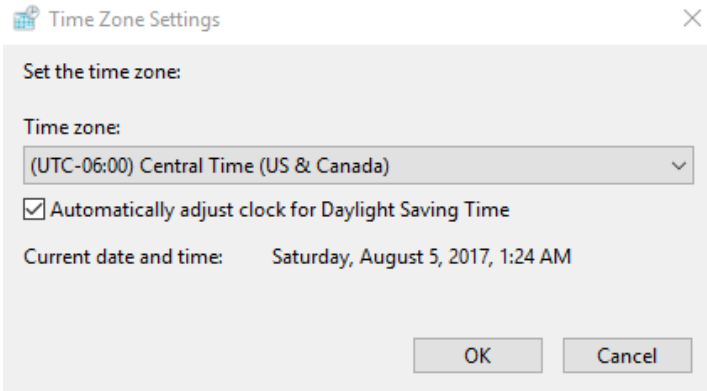 Time Zone Settings
Set the time zone:
Time zone:
(UTC-06:00) Central Time (US & Canada)
Automatically adjust clock for Daylight Saving Time
Current date and time: Saturday, August 5, 2017, 1:24 AM
OK Cancel